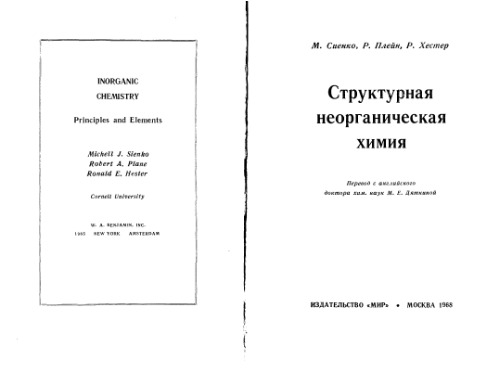 INORGANIC
CHEMISTRY
Principles and Elements
Michell J. Sienko
Robert A. Plane
Ronald E. Hester
Cornell University
W. A. BENJAMIN, INC.
1965 NEW YORK AMSTERDAM
М. Сиенко, Р. Плейн, Р. Хестер
Структурная
неорганическая
химия
Перевод с английского
доктора хим. наук М. Е. Дяткиной
ИЗДАТЕЛЬСТВО «МИР» • МОСКВА 1968